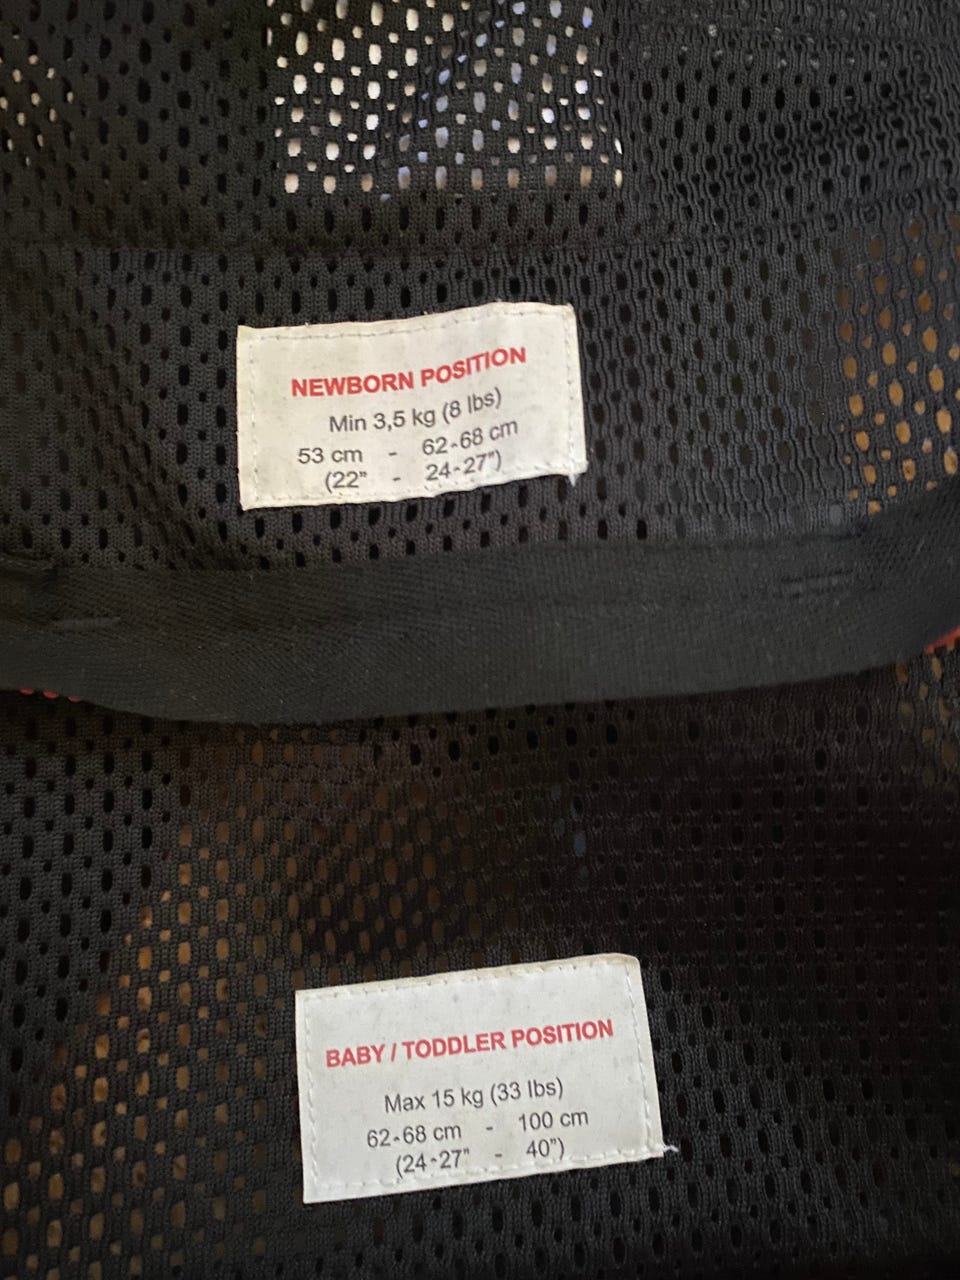 NEWBORN POSITION
Min 3,5 kg (8 lbs)
53 cm - 62-68 cm
(22" - 24-27")
BABY / TODDLER POSITION
Max 15 kg (33 lbs)
62-68 cm - 100 cm
(24-27" - 40")